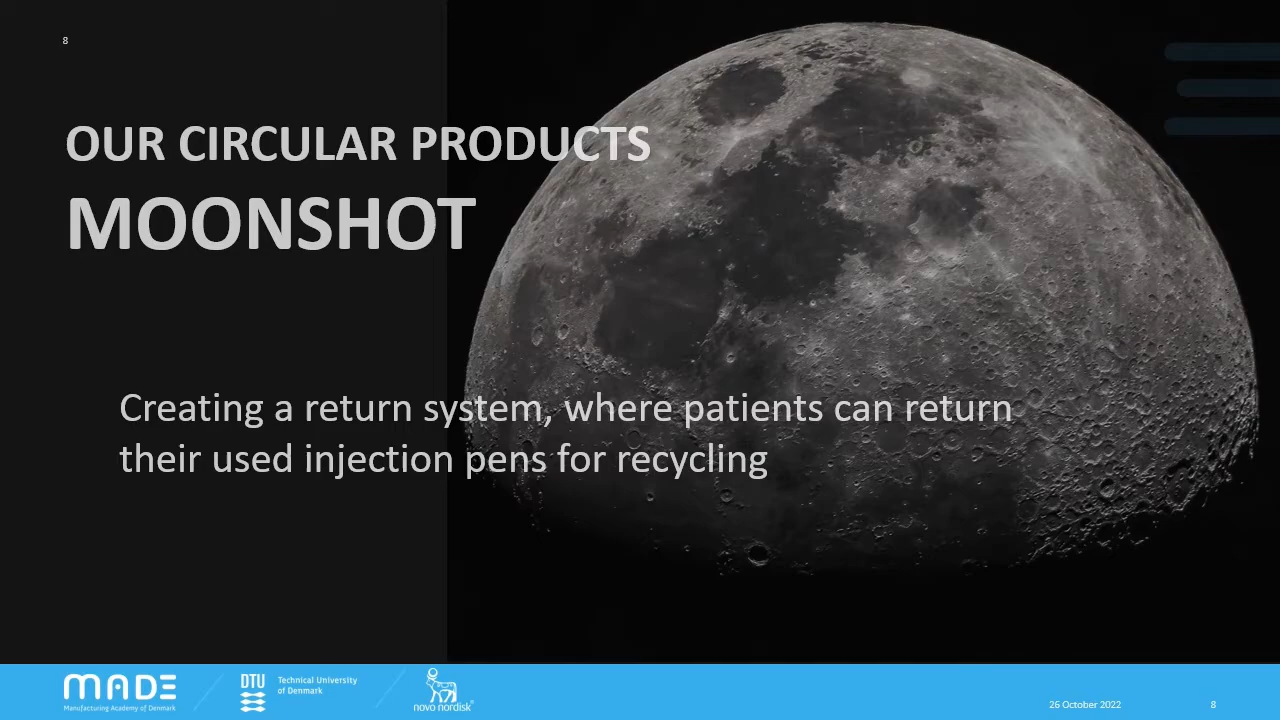 8
OUR CIRCULAR PRODUCTS
MOONSHOT
Creating a return system, where patients can return
their used injection pens for recycling
MADE
Manufacturing Academy of Denmark
DTU
Technical University
of Denmark
novo nordisk®
26 October 2022
8